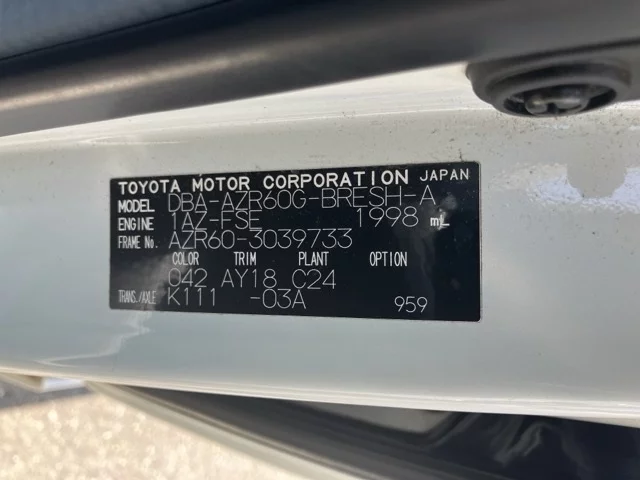 TOYOTA MOTOR CORPORATION JAPAN
MODEL DBA-AZR60G-BRESH-A
ENGINE 1AZ-FSE 1998 mL
FRAME No. AZR60-3039733
COLOR TRIM PLANT OPTION
042 AY18 C24
TRANS./AXLE K111 -03A
959